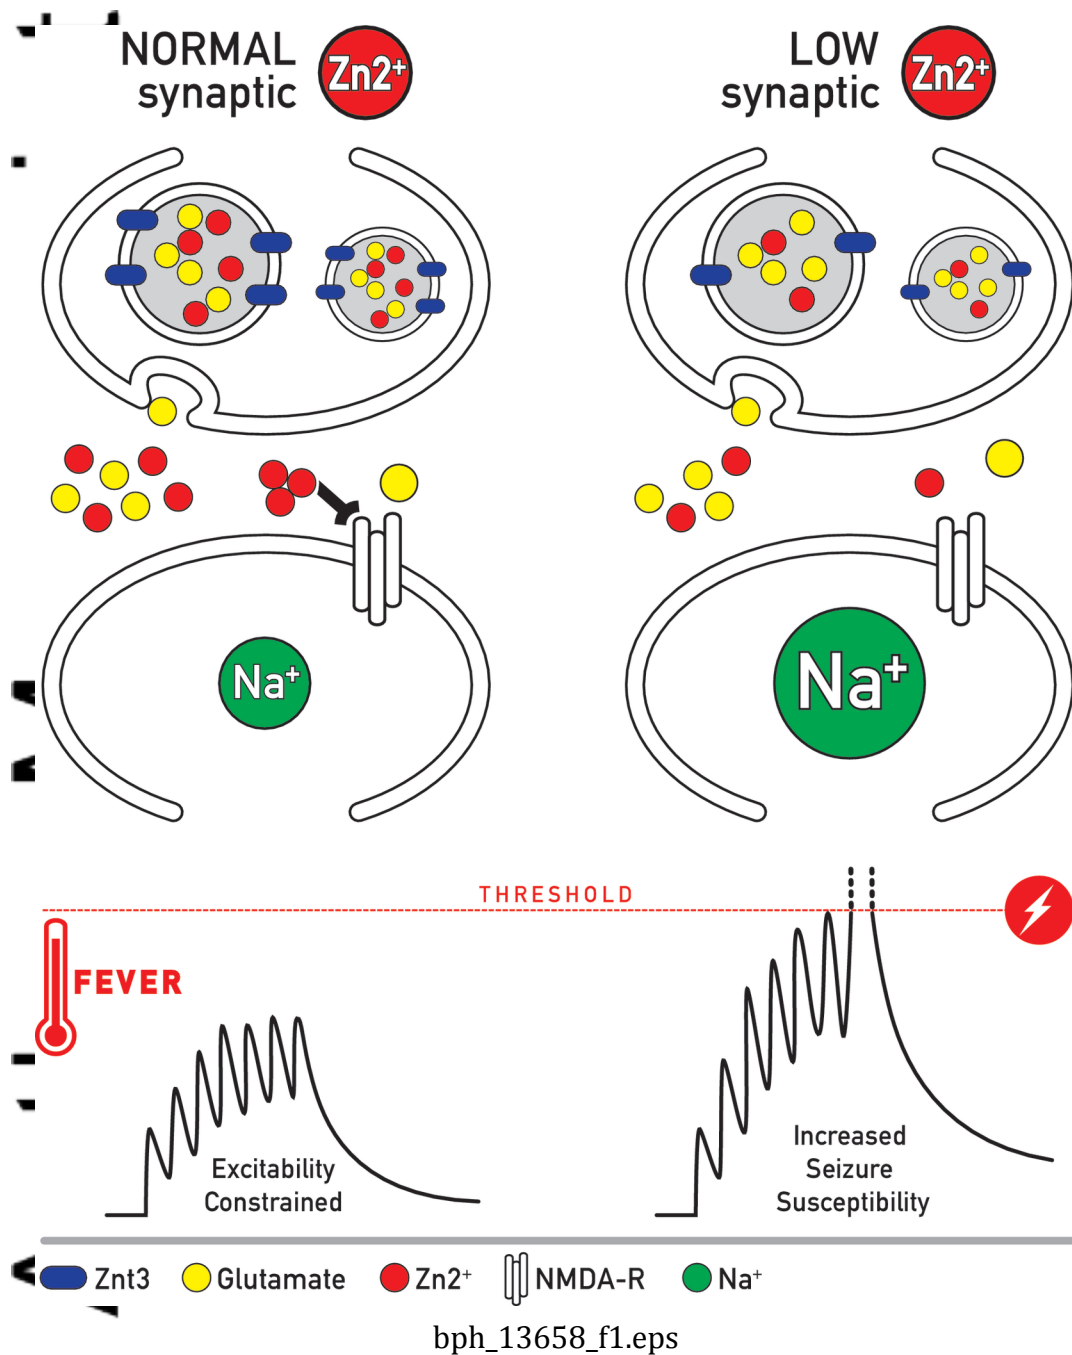 NORMAL
synaptic
Zn2⁺
LOW
synaptic
Zn2⁺
Na⁺
Na⁺
THRESHOLD
FEVER
Excitability
Constrained
Increased
Seizure
Susceptibility
Znt3
Glutamate
Zn2⁺
NMDA-R
Na⁺
bph_13658_f1.eps